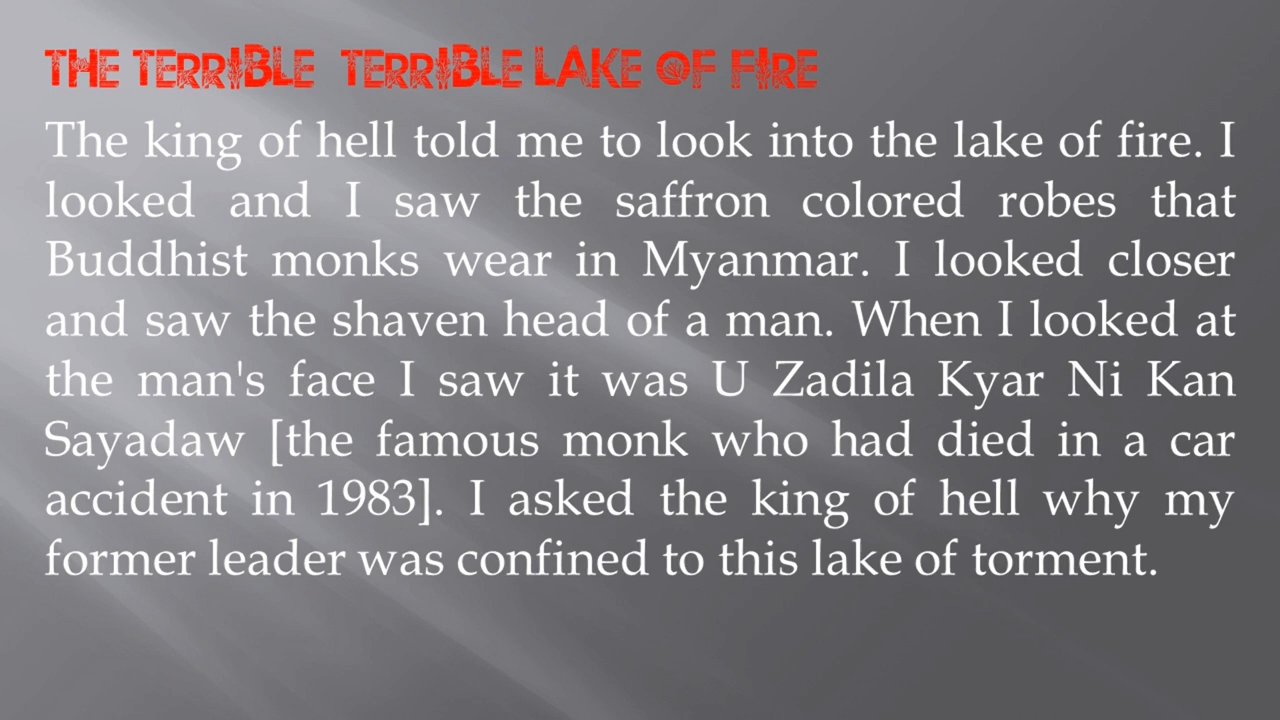 THE TERRIBLE TERRIBLE LAKE OF FIRE
The king of hell told me to look into the lake of fire. I
looked and I saw the saffron colored robes that
Buddhist monks wear in Myanmar. I looked closer
and saw the shaven head of a man. When I looked at
the man's face I saw it was U Zadila Kyar Ni Kan
Sayadaw [the famous monk who had died in a car
accident in 1983]. I asked the king of hell why my
former leader was confined to this lake of torment.